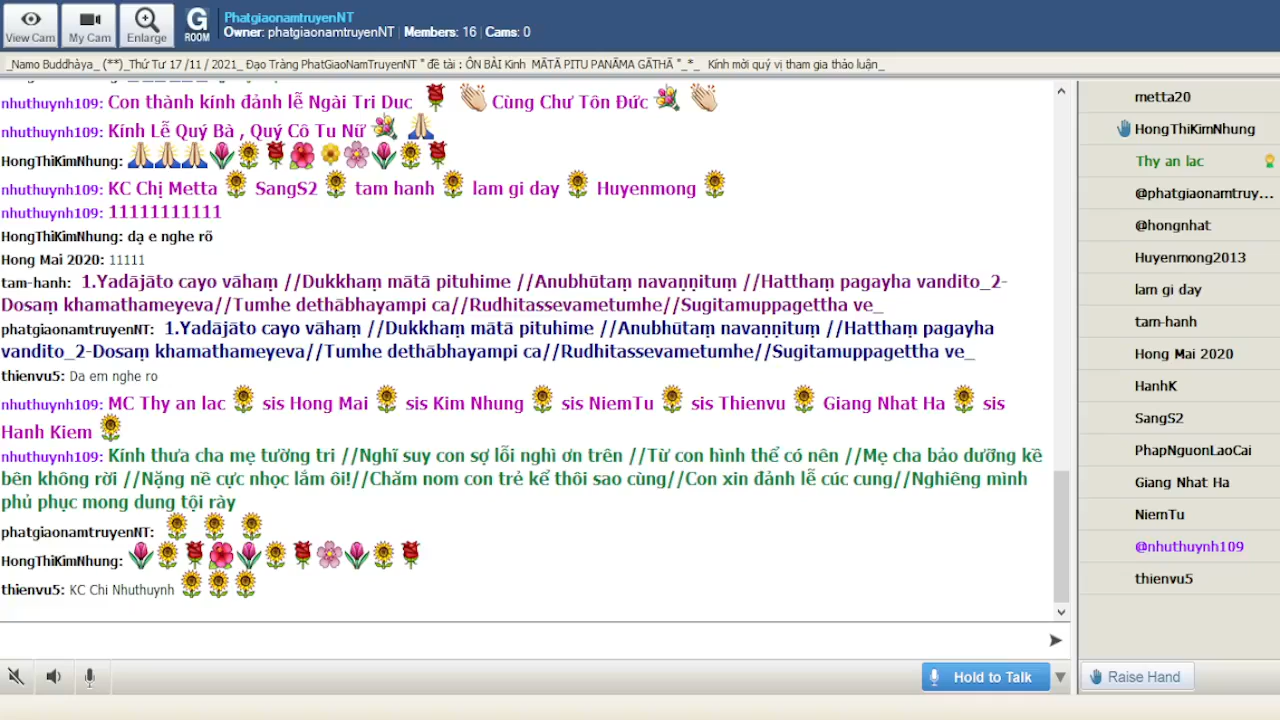 View Cam
My Cam
Enlarge
G
ROOM
PhatgiaonamtruyenNT
Owner: phatgiaonamtruyenNT | Members: 16 | Cams: 0
_Namo Buddhàya_ (**)_Thứ Tư 17 /11 / 2021_ Đạo Tràng PhatGiaoNamTruyenNT " đề tài : ÔN BÀI Kinh MĀTĀ PITU PANĀMA GĀTHĀ "_*_ Kính mời quý vị tham gia thảo luận_
nhuthuynh109: Con thành kính đảnh lễ Ngài Tri Duc Cùng Chư Tôn Đức
nhuthuynh109: Kính Lễ Quý Bà , Quý Cô Tu Nữ
HongThiKimNhung:
nhuthuynh109: KC Chị Metta SangS2 tam hanh lam gi day Huyenmong
nhuthuynh109: 11111111111
HongThiKimNhung: dạ e nghe rõ
Hong Mai 2020: 11111
tam-hanh: 1.Yadājāto cayo vāhaṃ //Dukkhaṃ mātā pituhime //Anubhūtaṃ navaṇṇituṃ //Hatthaṃ pagayha vandito_2-
Dosaṃ khamathameyeva//Tumhe dethābhayampi ca//Rudhitassevametumhe//Sugitamuppagettha ve_
phatgiaonamtruyenNT: 1.Yadājāto cayo vāhaṃ //Dukkhaṃ mātā pituhime //Anubhūtaṃ navaṇṇituṃ //Hatthaṃ pagayha
vandito_2-Dosaṃ khamathameyeva//Tumhe dethābhayampi ca//Rudhitassevametumhe//Sugitamuppagettha ve_
thienvu5: Da em nghe ro
nhuthuynh109: MC Thy an lac sis Hong Mai sis Kim Nhung sis NiemTu sis Thienvu Giang Nhat Ha sis
Hanh Kiem
nhuthuynh109: Kính thưa cha mẹ tường tri //Nghĩ suy con sợ lỗi nghì ơn trên //Từ con hình thể có nên //Mẹ cha bảo dưỡng kề
bên không rời //Nặng nề cực nhọc lắm ôi!//Chăm nom con trẻ kể thôi sao cùng//Con xin đảnh lễ cúc cung//Nghiêng mình
phủ phục mong dung tội rày
phatgiaonamtruyenNT:
HongThiKimNhung:
thienvu5: KC Chi Nhuthuynh
Hold to Talk
metta20
HongThiKimNhung
Thy an lac
@phatgiaonamtruy...
@hongnhat
Huyenmong2013
lam gi day
tam-hanh
Hong Mai 2020
HanhK
SangS2
PhapNguonLaoCai
Giang Nhat Ha
NiemTu
@nhuthuynh109
thienvu5
Raise Hand